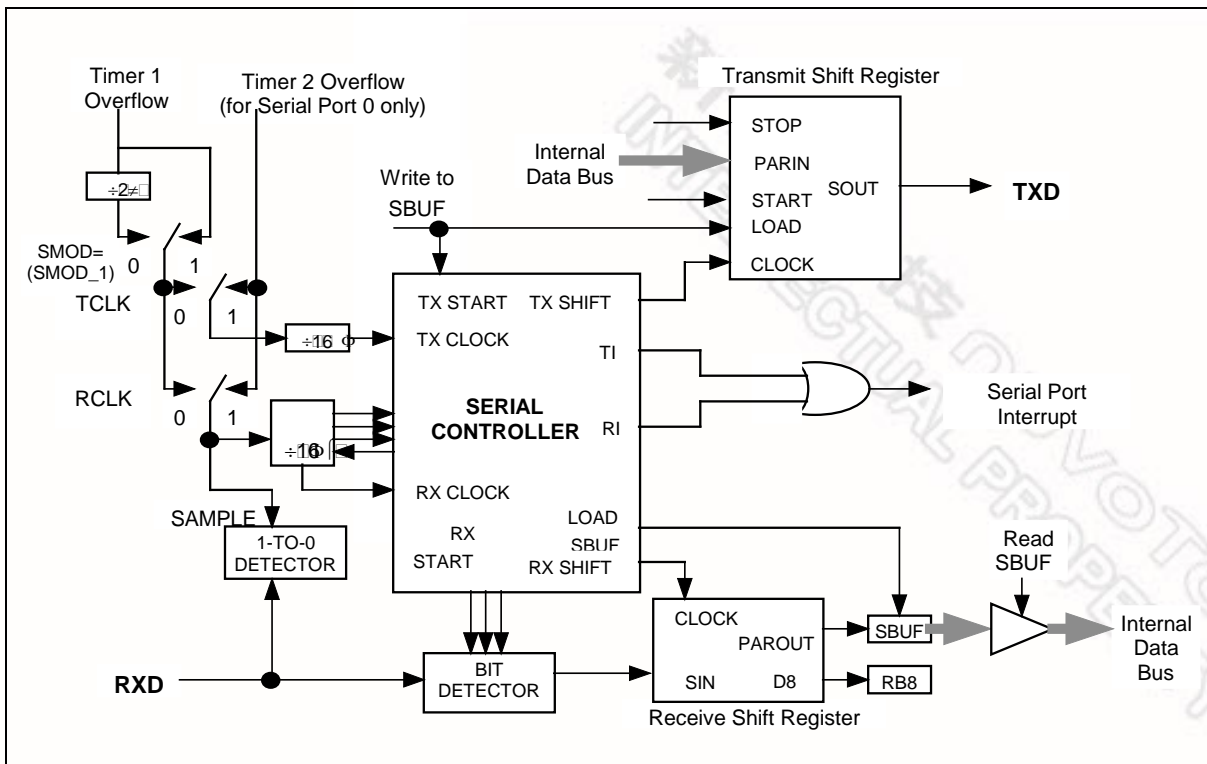 Timer 1
Overflow
Timer 2 Overflow
(for Serial Port 0 only)
Transmit Shift Register
STOP
PARIN
START
LOAD
CLOCK
SOUT
TXD
Internal
Data Bus
Write to
SBUF
÷2
SMOD=
(SMOD_1)
0
1
TCLK
0
1
÷16
RCLK
0
1
÷16
TX START
TX SHIFT
TX CLOCK
TI
SERIAL
CONTROLLER
RI
RX CLOCK
LOAD
SBUF
RX
START
RX SHIFT
Serial Port
Interrupt
SAMPLE
1-TO-0
DETECTOR
Read
SBUF
CLOCK
PAROUT
SIN
D8
SBUF
RB8
Internal
Data
Bus
RXD
BIT
DETECTOR
Receive Shift Register